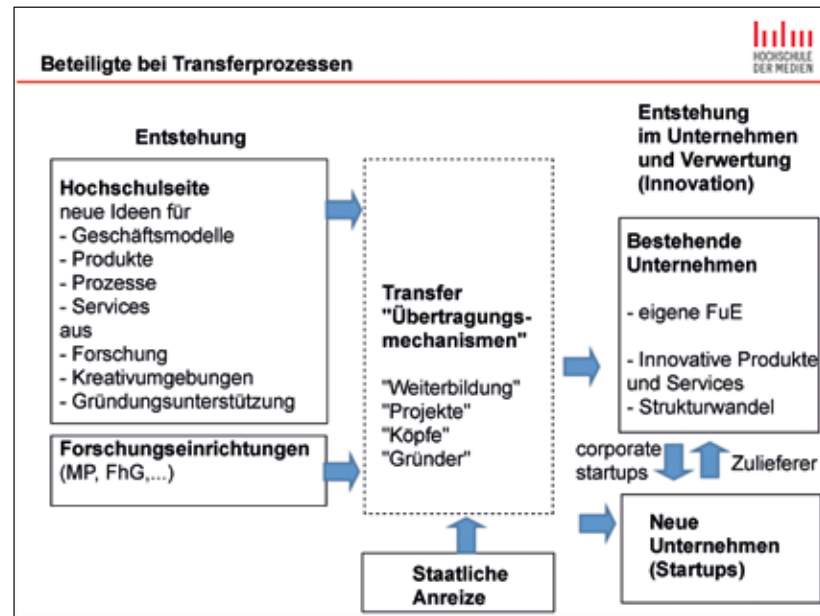 Beteiligte bei Transferprozessen
HOCHSCHULE
DER MEDIEN
Entstehung
Hochschulseite
neue Ideen für
- Geschäftsmodelle
- Produkte
- Prozesse
- Services
aus
- Forschung
- Kreativumgebungen
- Gründungsunterstützung
Forschungseinrichtungen
(MP, FhG,...)
Transfer
"Übertragungs-
mechanismen"
"Weiterbildung"
"Projekte"
"Köpfe"
"Gründer"
Staatliche
Anreize
Entstehung
im Unternehmen
und Verwertung
(Innovation)
Bestehende
Unternehmen
- eigene FuE
- Innovative Produkte
und Services
- Strukturwandel
corporate
startups
Zulieferer
Neue
Unternehmen
(Startups)